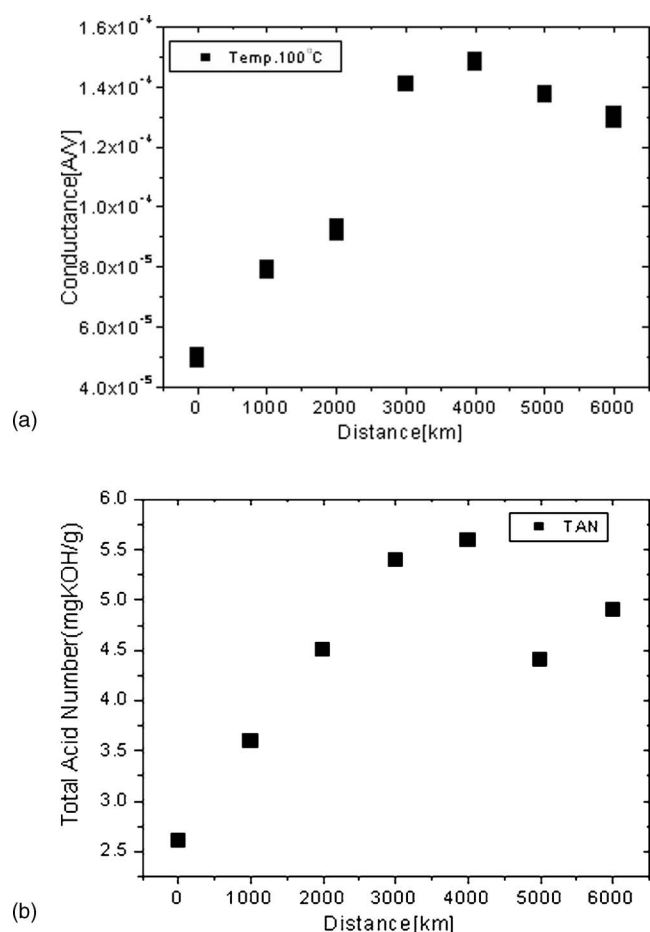 1.6x10⁻⁴
Temp.100°C
1.4x10⁻⁴
1.2x10⁻⁴
1.0x10⁻⁴
8.0x10⁻⁵
6.0x10⁻⁵
4.0x10⁻⁵
Conductance[A/V]
0 1000 2000 3000 4000 5000 6000
Distance[km]
(a)
6.0
TAN
5.5
5.0
4.5
4.0
3.5
3.0
2.5
Total Acid Number(mgKOH/g)
0 1000 2000 3000 4000 5000 6000
Distance[km]
(b)